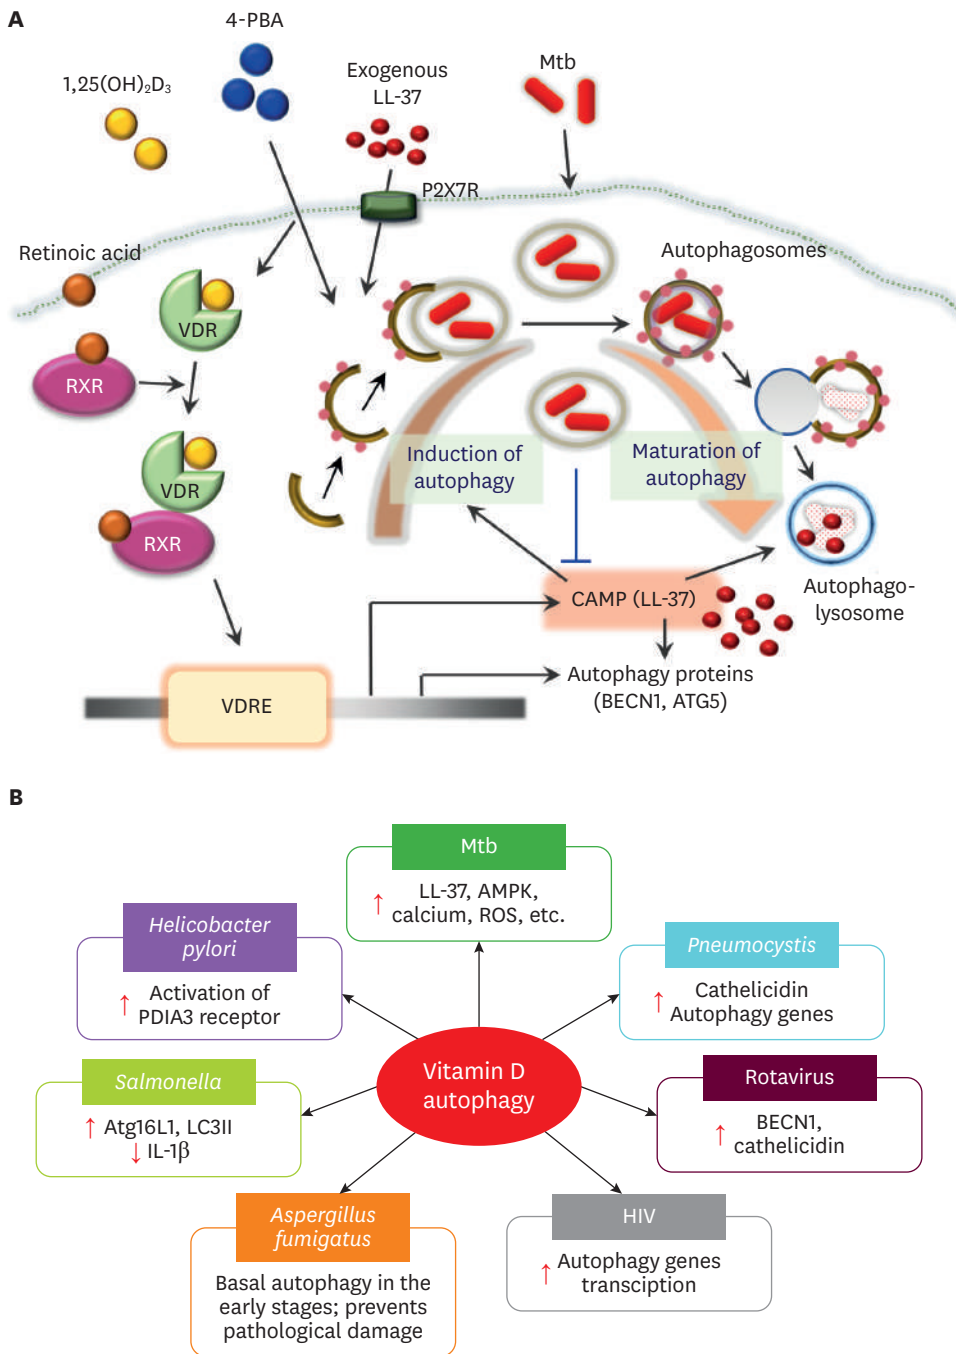 A
4-PBA
1,25(OH)₂D₃
Exogenous
LL-37
Mtb
P2X7R
Retinoic acid
Autophagosomes
VDR
RXR
VDR
RXR
Induction of
autophagy
Maturation of
autophagy
CAMP (LL-37)
Autophago-
lysosome
Autophagy proteins
(BECN1, ATG5)
VDRE
B
Mtb
↑ LL-37, AMPK,
calcium, ROS, etc.
Helicobacter
pylori
↑ Activation of
PDIA3 receptor
Pneumocystis
↑ Cathelicidin
Autophagy genes
Vitamin D
autophagy
Salmonella
↑ Atg16L1, LC3II
↓ IL-1β
Rotavirus
↑ BECN1,
cathelicidin
Aspergillus
fumigatus
Basal autophagy in the
early stages; prevents
pathological damage
HIV
↑ Autophagy genes
transciption